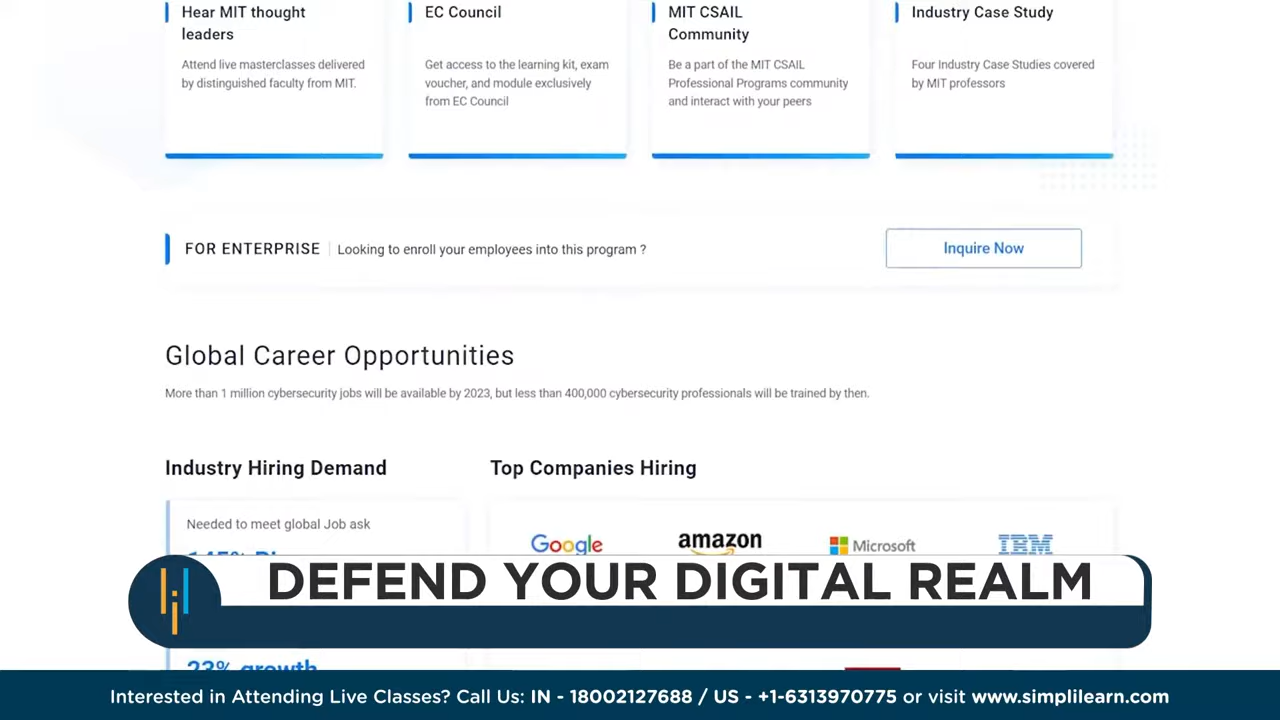 Hear MIT thought
leaders
Attend live masterclasses delivered
by distinguished faculty from MIT.
EC Council
Get access to the learning kit, exam
voucher, and module exclusively
from EC Council
MIT CSAIL
Community
Be a part of the MIT CSAIL
Professional Programs community
and interact with your peers
Industry Case Study
Four Industry Case Studies covered
by MIT professors
FOR ENTERPRISE Looking to enroll your employees into this program ?
Inquire Now
Global Career Opportunities
More than 1 million cybersecurity jobs will be available by 2023, but less than 400,000 cybersecurity professionals will be trained by then.
Industry Hiring Demand
Needed to meet global Job ask
23% growth
Top Companies Hiring
Google amazon Microsoft IBM
DEFEND YOUR DIGITAL REALM
Interested in Attending Live Classes? Call Us: IN - 18002127688 / US - +1-6313970775 or visit www.simplilearn.com